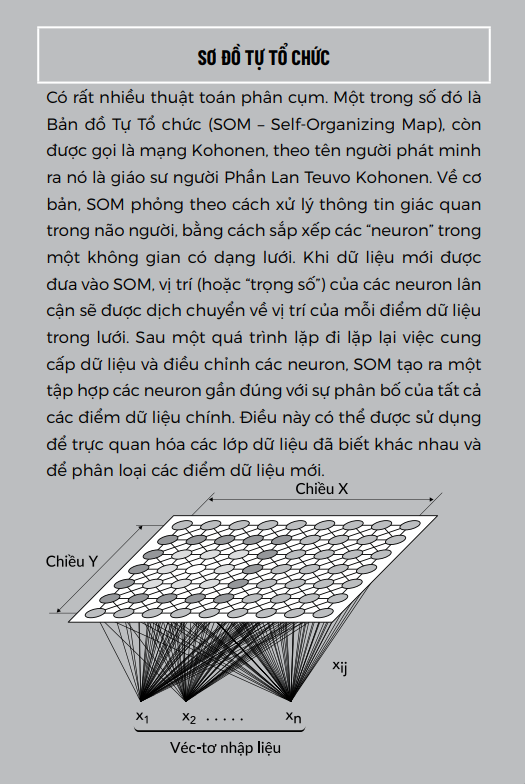 SƠ ĐỒ TỰ TỔ CHỨC
Có rất nhiều thuật toán phân cụm. Một trong số đó là
Bản đồ Tự Tổ chức (SOM – Self-Organizing Map), còn
được gọi là mạng Kohonen, theo tên người phát minh
ra nó là giáo sư người Phần Lan Teuvo Kohonen. Về cơ
bản, SOM phỏng theo cách xử lý thông tin giác quan
trong não người, bằng cách sắp xếp các “neuron” trong
một không gian có dạng lưới. Khi dữ liệu mới được
đưa vào SOM, vị trí (hoặc “trọng số”) của các neuron lân
cận sẽ được dịch chuyển về vị trí của mỗi điểm dữ liệu
trong lưới. Sau một quá trình lặp đi lặp lại việc cung
cấp dữ liệu và điều chỉnh các neuron, SOM tạo ra một
tập hợp các neuron gần đúng với sự phân bố của tất cả
các điểm dữ liệu chính. Điều này có thể được sử dụng
để trực quan hóa các lớp dữ liệu đã biết khác nhau và
để phân loại các điểm dữ liệu mới.
Chiều X
Chiều Y
xij
x1 x2 ..... xn
Véc-tơ nhập liệu